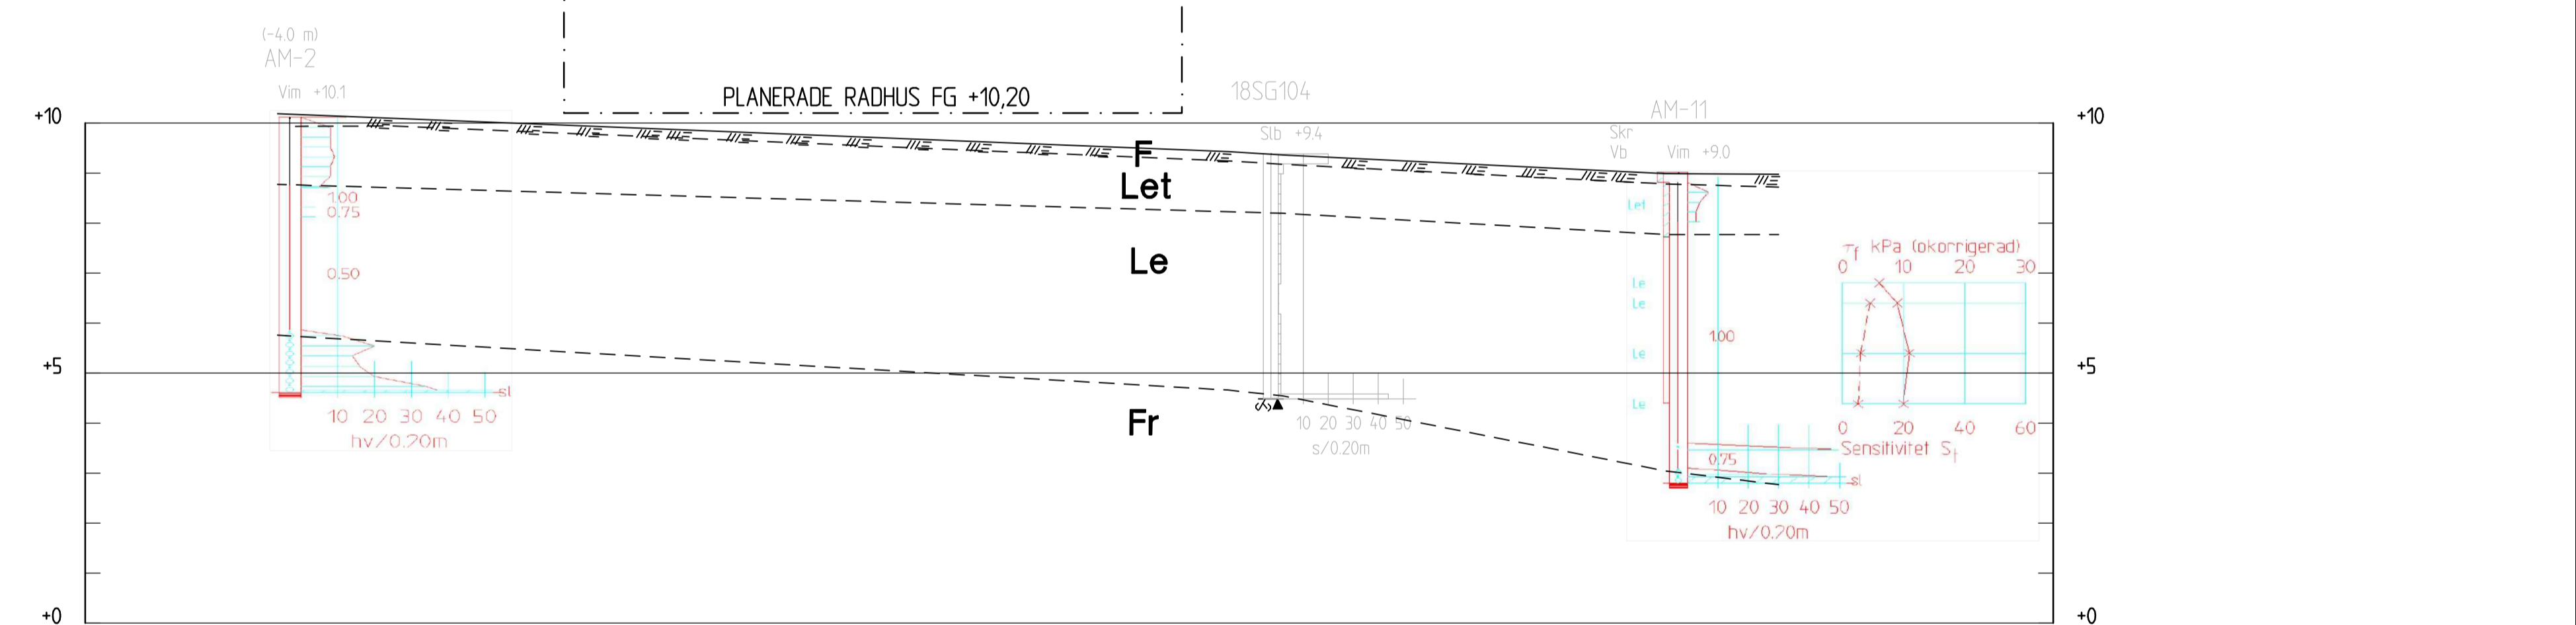 (-4.0 m)
AM-2
Vim +10.1
PLANERADE RADHUS FG +10,20
18SG104
Slb +9.4
AM-11
Skr
Vb Vim +9.0
+10 +10
F
Let
Le
Fr
1.00
0.75
0.50
Let
Le
Le
Le
Le
1.00
0.75
τf kPa (okorrigerad)
0 10 20 30
0 20 40 60
Sensitivitet St
+5 +5
sl
10 20 30 40 50
hv/0.20m
10 20 30 40 50
s/0.20m
sl
10 20 30 40 50
hv/0.20m
+0 +0